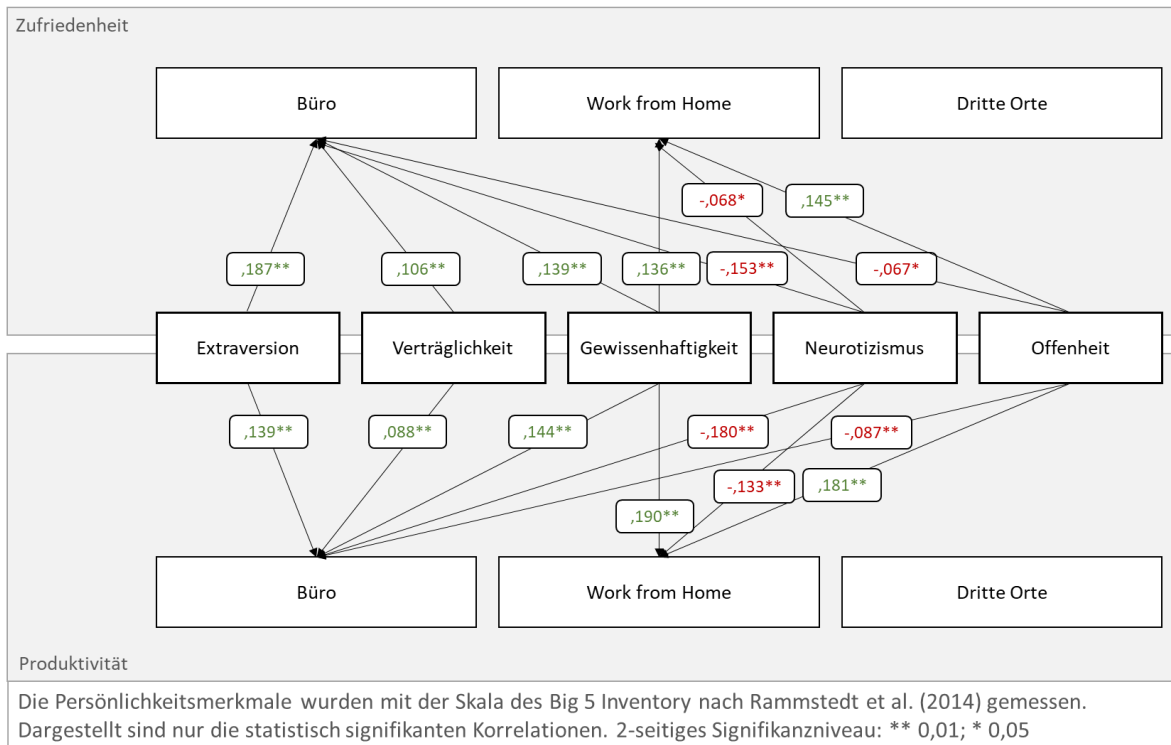 Zufriedenheit
Büro
Work from Home
Dritte Orte
-,068*
,145**
,187**
,106**
,139**
,136**
-,153**
-,067*
Extraversion
Verträglichkeit
Gewissenhaftigkeit
Neurotizismus
Offenheit
,139**
,088**
,144**
-,180**
-,087**
-,133**
,181**
,190**
Büro
Work from Home
Dritte Orte
Produktivität
Die Persönlichkeitsmerkmale wurden mit der Skala des Big 5 Inventory nach Rammstedt et al. (2014) gemessen.
Dargestellt sind nur die statistisch signifikanten Korrelationen. 2-seitiges Signifikanzniveau: ** 0,01; * 0,05